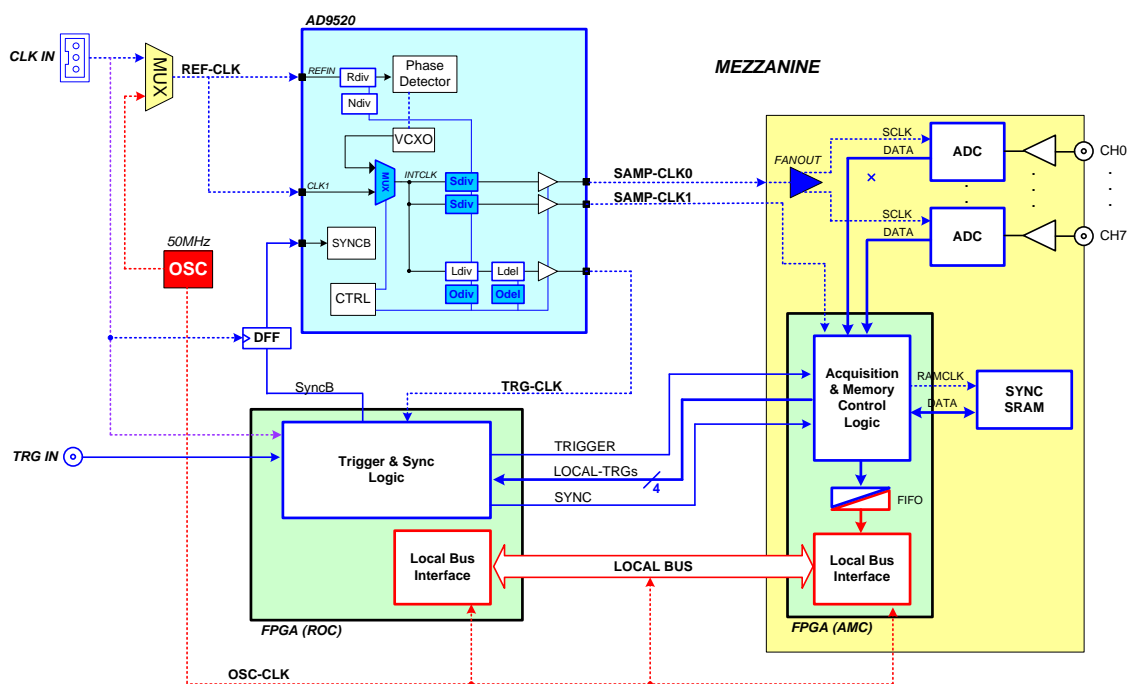 AD9520
CLK IN
MUX
REF-CLK
REFIN
Rdiv
Phase
Detector
Ndiv
VCXO
MUX
INTCLK
CLK1
Sdiv
Sdiv
SYNCB
Ldiv
Ldel
Odiv
Odel
CTRL
50MHz
OSC
DFF
SyncB
SAMP-CLK0
SAMP-CLK1
TRG-CLK
MEZZANINE
FANOUT
SCLK
DATA
ADC
CH0
SCLK
DATA
ADC
CH7
Acquisition
& Memory
Control
Logic
RAMCLK
DATA
SYNC
SRAM
TRG IN
Trigger & Sync
Logic
TRIGGER
LOCAL-TRGs
4
SYNC
FIFO
Local Bus
Interface
LOCAL BUS
Local Bus
Interface
FPGA (ROC)
FPGA (AMC)
OSC-CLK